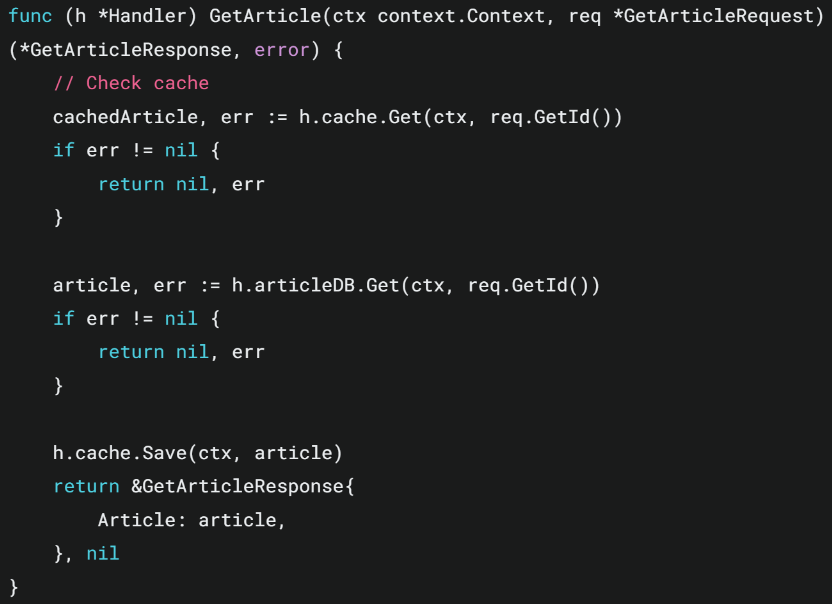 func (h *Handler) GetArticle(ctx context.Context, req *GetArticleRequest)
(*GetArticleResponse, error) {
    // Check cache
    cachedArticle, err := h.cache.Get(ctx, req.GetId())
    if err != nil {
        return nil, err
    }

    article, err := h.articleDB.Get(ctx, req.GetId())
    if err != nil {
        return nil, err
    }

    h.cache.Save(ctx, article)
    return &GetArticleResponse{
        Article: article,
    }, nil
}